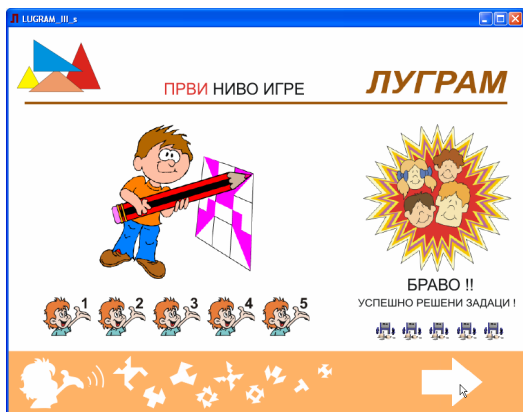 LUGRAM_III_s
ПРВИ НИВО ИГРЕ
ЛУГРАМ
1 2 3 4 5
БРАВО !!
УСПЕШНО РЕШЕНИ ЗАДАЦИ !